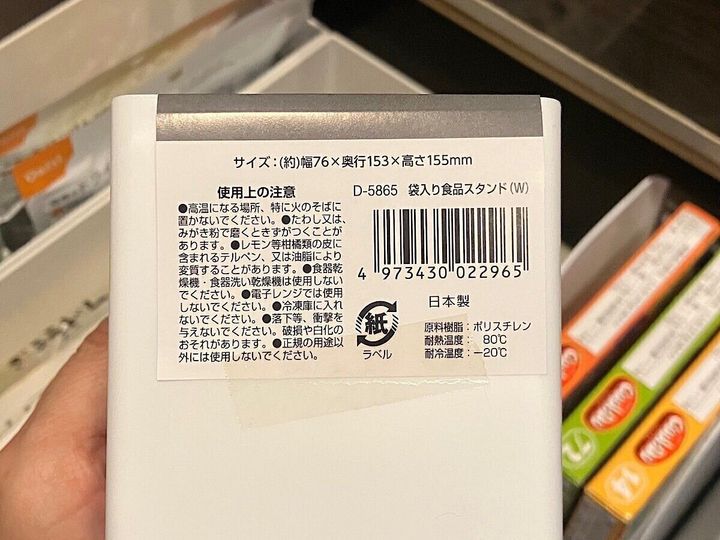 サイズ:(約)幅76×奥行153×高さ155mm
使用上の注意
●高温になる場所、特に火のそばに
置かないでください。●たわし又は、
みがき粉で磨くときずがつくことが
あります。●レモン等柑橘類の皮に
含まれるテルペン、又は油脂により
変質することがあります。●食器乾
燥機・食器洗い乾燥機は使用しない
でください。●電子レンジでは使用
しないでください。●冷凍庫に入れ
ないでください。●落下等、衝撃を
与えないでください。破損や白化の
おそれがあります。●正規の用途以
外には使用しないでください。
D-5865 袋入り食品スタンド(W)
4 973430 022965
日本製
紙
ラベル
原料樹脂:ポリスチレン
耐熱温度: 80℃
耐冷温度:-20℃
72
14